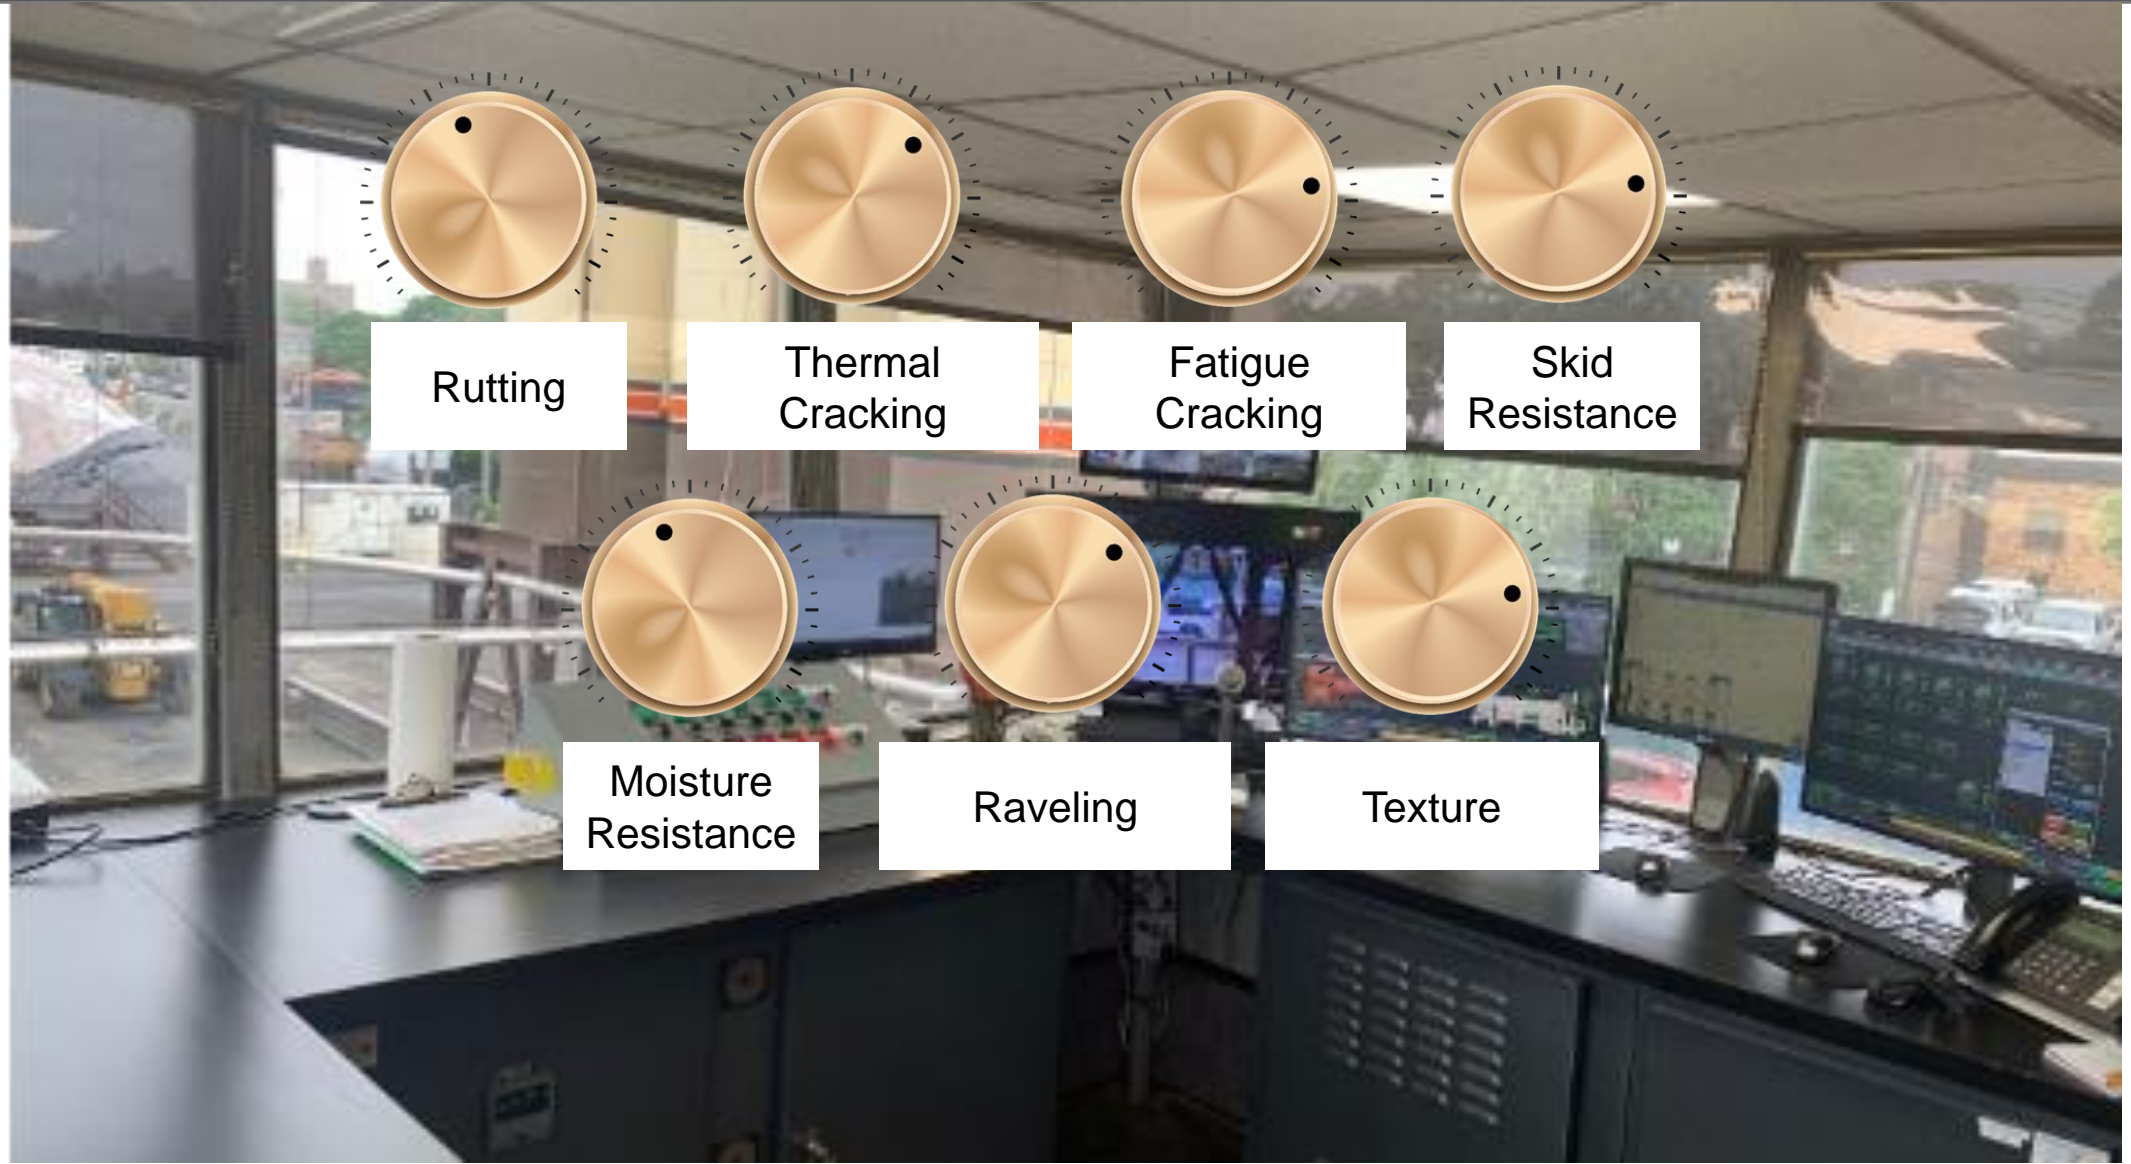 Rutting
Thermal
Cracking
Fatigue
Cracking
Skid
Resistance
Moisture
Resistance
Raveling
Texture